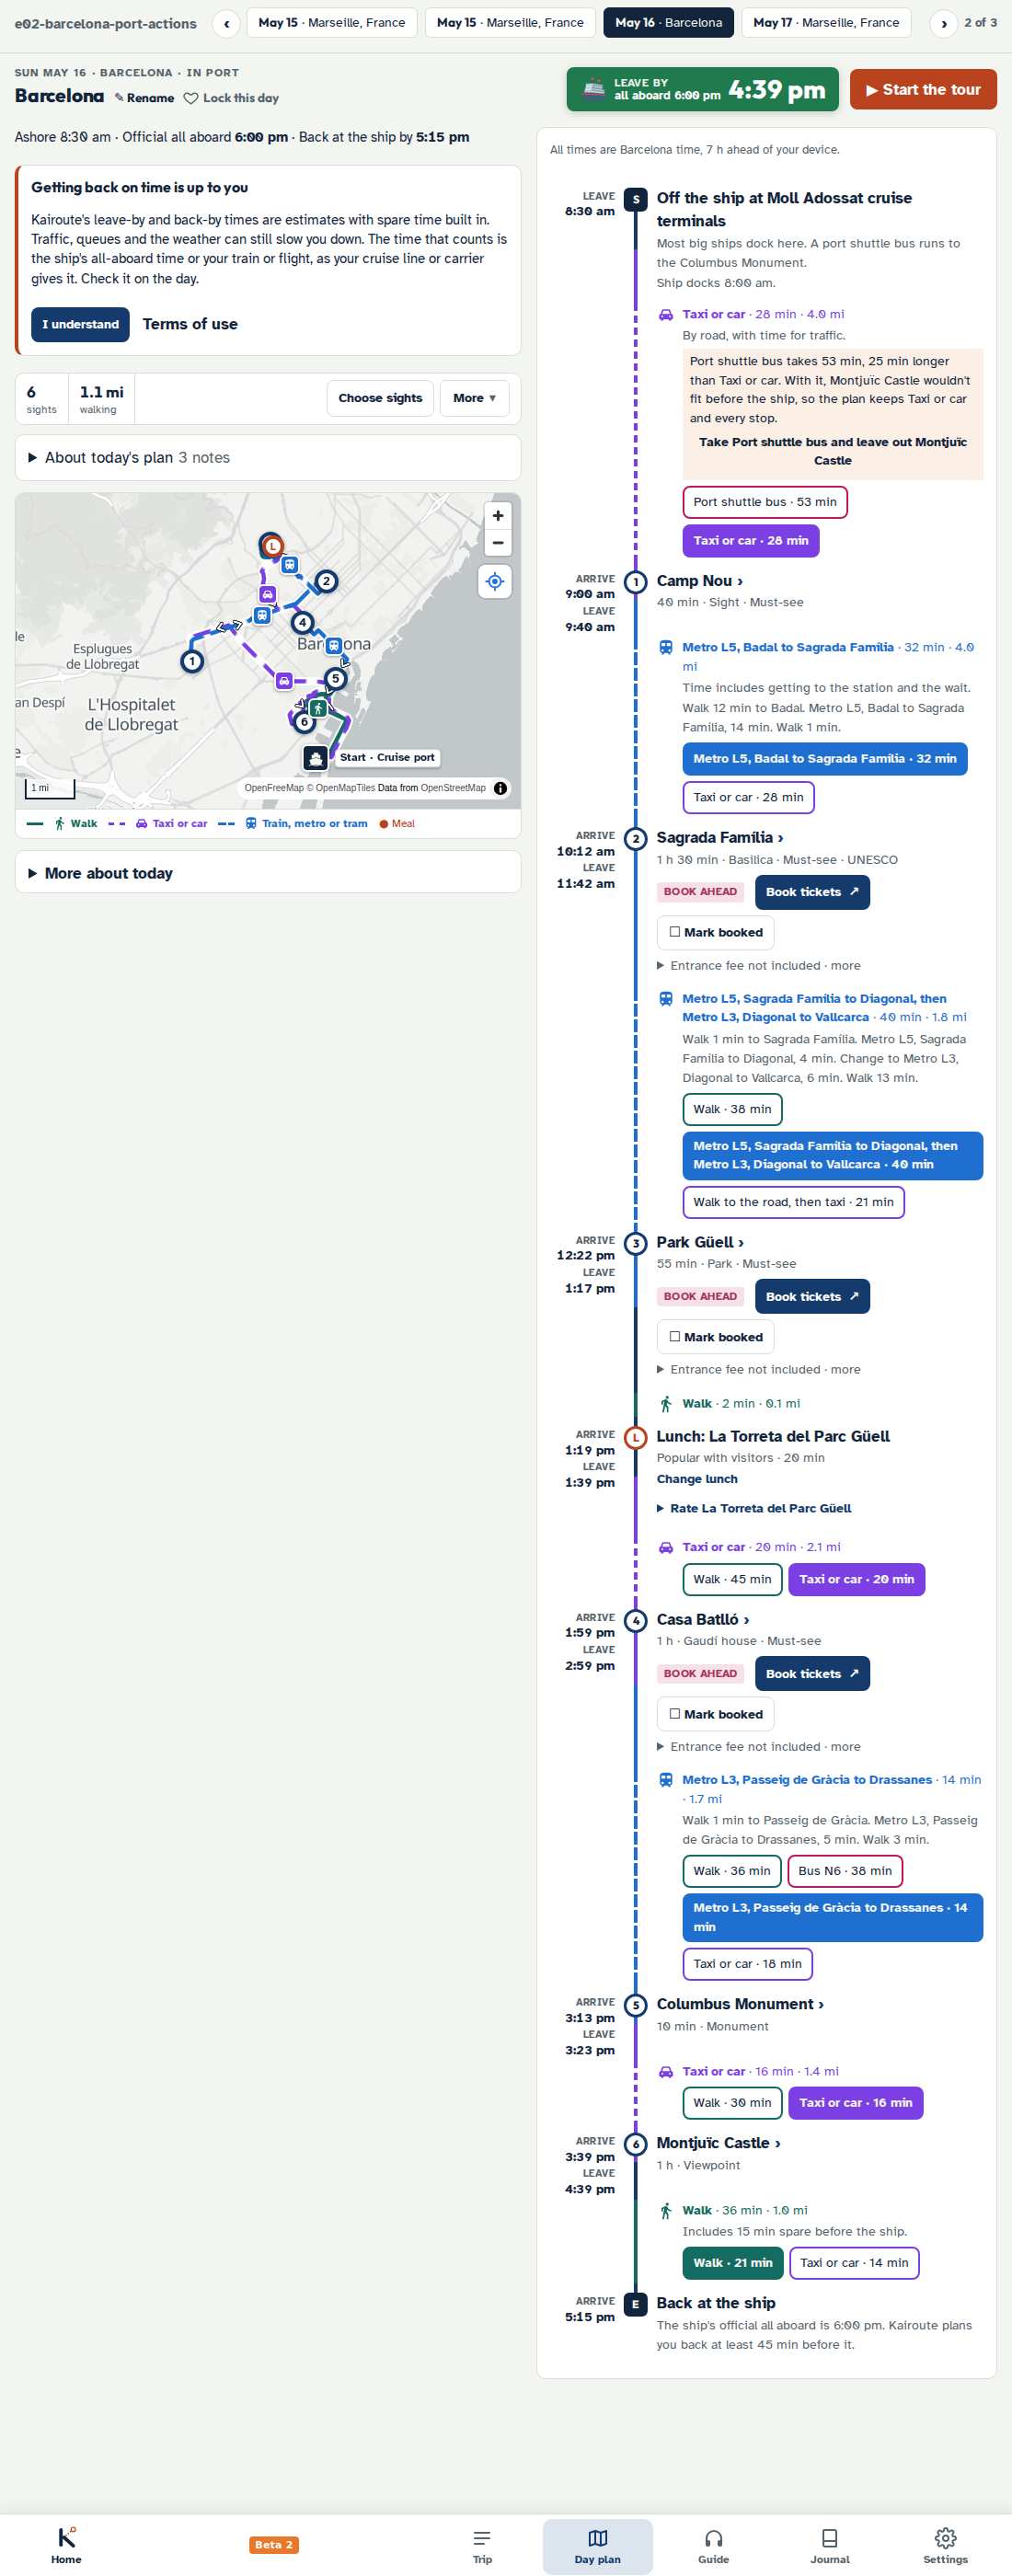 e02-barcelona-port-actions
‹
May 15 · Marseille, France
May 15 · Marseille, France
May 16 · Barcelona
May 17 · Marseille, France
›
2 of 3
SUN MAY 16 · BARCELONA · IN PORT
Barcelona
✎ Rename
Lock this day
LEAVE BY
all aboard 6:00 pm
4:39 pm
▶ Start the tour
Ashore 8:30 am · Official all aboard 6:00 pm · Back at the ship by 5:15 pm
Getting back on time is up to you
Kairoute's leave-by and back-by times are estimates with spare time built in.
Traffic, queues and the weather can still slow you down. The time that counts is
the ship's all-aboard time or your train or flight, as your cruise line or carrier
gives it. Check it on the day.
I understand
Terms of use
6
sights
1.1 mi
walking
Choose sights
More ▼
▶ About today's plan 3 notes
+
−
L
2
4
Barcelona
le
Esplugues
de Llobregat
1
5
an Despí
L'Hospitalet
de Llobregat
6
e
Start · Cruise port
1 mi
OpenFreeMap © OpenMapTiles Data from OpenStreetMap
Walk
Taxi or car
Train, metro or tram
Meal
▶ More about today
All times are Barcelona time, 7 h ahead of your device.
LEAVE
8:30 am
S
Off the ship at Moll Adossat cruise
terminals
Most big ships dock here. A port shuttle bus runs to
the Columbus Monument.
Ship docks 8:00 am.
Taxi or car · 28 min · 4.0 mi
By road, with time for traffic.
Port shuttle bus takes 53 min, 25 min longer
than Taxi or car. With it, Montjuïc Castle wouldn't
fit before the ship, so the plan keeps Taxi or car
and every stop.
Take Port shuttle bus and leave out Montjuïc
Castle
Port shuttle bus · 53 min
Taxi or car · 28 min
ARRIVE
9:00 am
LEAVE
9:40 am
1
Camp Nou ›
40 min · Sight · Must-see
Metro L5, Badal to Sagrada Família · 32 min · 4.0
mi
Time includes getting to the station and the wait.
Walk 12 min to Badal. Metro L5, Badal to Sagrada
Família, 14 min. Walk 1 min.
Metro L5, Badal to Sagrada Família · 32 min
Taxi or car · 28 min
ARRIVE
10:12 am
LEAVE
11:42 am
2
Sagrada Família ›
1 h 30 min · Basilica · Must-see · UNESCO
BOOK AHEAD
Book tickets ↗
☐ Mark booked
▶ Entrance fee not included · more
Metro L5, Sagrada Família to Diagonal, then
Metro L3, Diagonal to Vallcarca · 40 min · 1.8 mi
Walk 1 min to Sagrada Família. Metro L5, Sagrada
Família to Diagonal, 4 min. Change to Metro L3,
Diagonal to Vallcarca, 6 min. Walk 13 min.
Walk · 38 min
Metro L5, Sagrada Família to Diagonal, then
Metro L3, Diagonal to Vallcarca · 40 min
Walk to the road, then taxi · 21 min
ARRIVE
12:22 pm
LEAVE
1:17 pm
3
Park Güell ›
55 min · Park · Must-see
BOOK AHEAD
Book tickets ↗
☐ Mark booked
▶ Entrance fee not included · more
Walk · 2 min · 0.1 mi
ARRIVE
1:19 pm
LEAVE
1:39 pm
L
Lunch: La Torreta del Parc Güell
Popular with visitors · 20 min
Change lunch
▶ Rate La Torreta del Parc Güell
Taxi or car · 20 min · 2.1 mi
Walk · 45 min
Taxi or car · 20 min
ARRIVE
1:59 pm
LEAVE
2:59 pm
4
Casa Batlló ›
1 h · Gaudí house · Must-see
BOOK AHEAD
Book tickets ↗
☐ Mark booked
▶ Entrance fee not included · more
Metro L3, Passeig de Gràcia to Drassanes · 14 min
· 1.7 mi
Walk 1 min to Passeig de Gràcia. Metro L3, Passeig
de Gràcia to Drassanes, 5 min. Walk 3 min.
Walk · 36 min
Bus N6 · 38 min
Metro L3, Passeig de Gràcia to Drassanes · 14
min
Taxi or car · 18 min
ARRIVE
3:13 pm
LEAVE
3:23 pm
5
Columbus Monument ›
10 min · Monument
Taxi or car · 16 min · 1.4 mi
Walk · 30 min
Taxi or car · 16 min
ARRIVE
3:39 pm
LEAVE
4:39 pm
6
Montjuïc Castle ›
1 h · Viewpoint
Walk · 36 min · 1.0 mi
Includes 15 min spare before the ship.
Walk · 21 min
Taxi or car · 14 min
ARRIVE
5:15 pm
E
Back at the ship
The ship's official all aboard is 6:00 pm. Kairoute plans
you back at least 45 min before it.
Home
Beta 2
Trip
Day plan
Guide
Journal
Settings